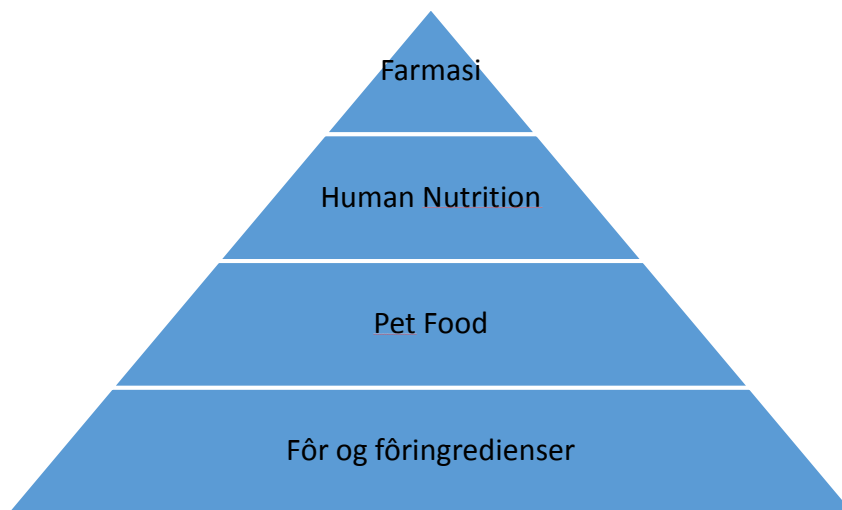 Farmasi
Human Nutrition
Pet Food
Fôr og fôringredienser